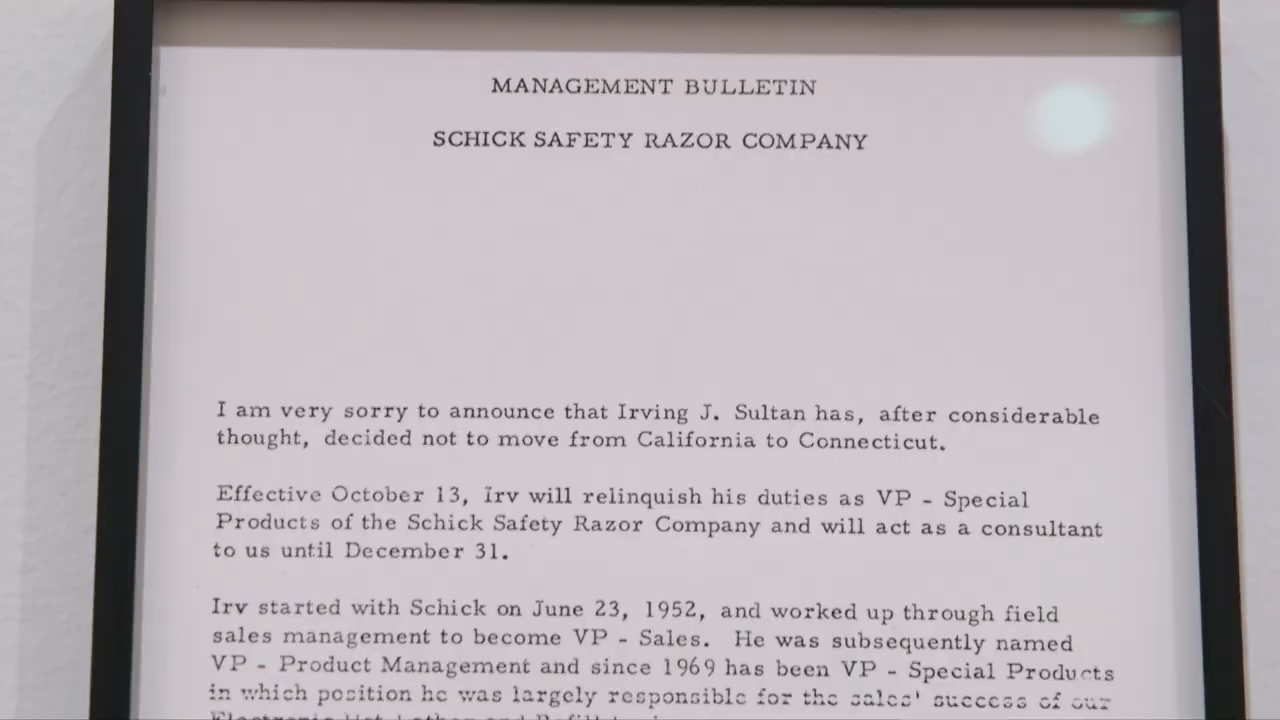 MANAGEMENT BULLETIN
SCHICK SAFETY RAZOR COMPANY
I am very sorry to announce that Irving J. Sultan has, after considerable
thought, decided not to move from California to Connecticut.
Effective October 13, Irv will relinquish his duties as VP - Special
Products of the Schick Safety Razor Company and will act as a consultant
to us until December 31.
Irv started with Schick on June 23, 1952, and worked up through field
sales management to become VP - Sales. He was subsequently named
VP - Product Management and since 1969 has been VP - Special Products
in which position he was largely responsible for the sales' success of our